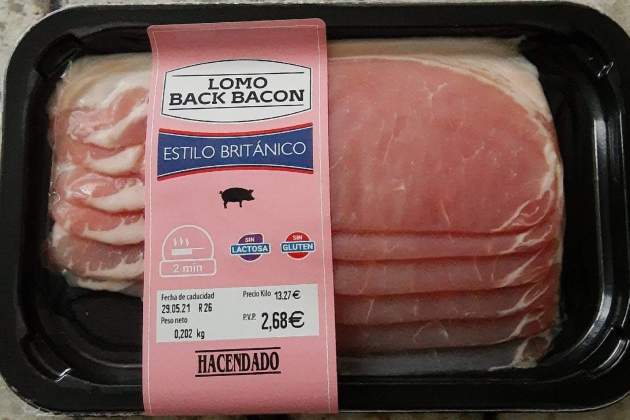 LOMO
BACK BACON
ESTILO BRITÁNICO
SIN LACTOSA
SIN GLUTEN
2 min
Fecha de caducidad Precio Kilo 13.27€
29.05.21 R 26
Peso neto P.V.P. 2,68€
0,202 kg
HACENDADO